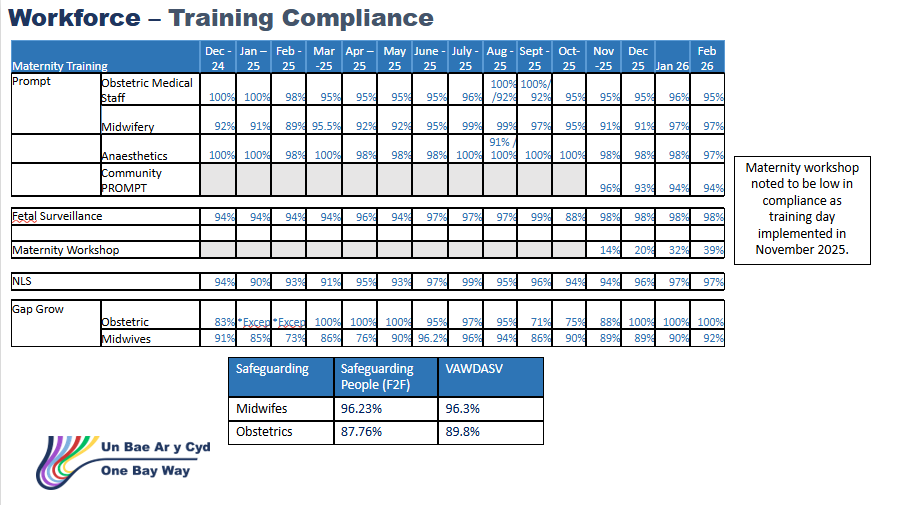 Workforce – Training Compliance
Maternity Training Dec - 24 Jan – 25 Feb - 25 Mar -25 Apr – 25 May 25 June - 25 July - 25 Aug - 25 Sept - 25 Oct- 25 Nov -25 Dec 25 Jan 26 Feb 26
Prompt Obstetric Medical Staff 100% 100% 98% 95% 95% 95% 95% 96% 100% /92% 100%/ 92% 95% 95% 95% 96% 95%
Midwifery 92% 91% 89% 95.5% 92% 92% 95% 99% 99% 97% 95% 91% 91% 97% 97%
Anaesthetics 100% 100% 98% 100% 98% 98% 98% 100% 91% / 100% 100% 100% 98% 98% 98% 97%
Community PROMPT 96% 93% 94% 94%
Fetal Surveillance 94% 94% 94% 94% 96% 94% 97% 97% 97% 99% 88% 98% 98% 98% 98%
Maternity Workshop 14% 20% 32% 39%
NLS 94% 90% 93% 91% 95% 93% 97% 99% 95% 96% 94% 94% 96% 97% 97%
Gap Grow
Obstetric 83% *Excep *Excep 100% 100% 100% 95% 97% 95% 71% 75% 88% 100% 100% 100%
Midwives 91% 85% 73% 86% 76% 90% 96.2% 96% 94% 86% 90% 89% 89% 90% 92%
Maternity workshop
noted to be low in
compliance as
training day
implemented in
November 2025.
Safeguarding Safeguarding People (F2F) VAWDASV
Midwifes 96.23% 96.3%
Obstetrics 87.76% 89.8%
Un Bae Ar y Cyd
One Bay Way